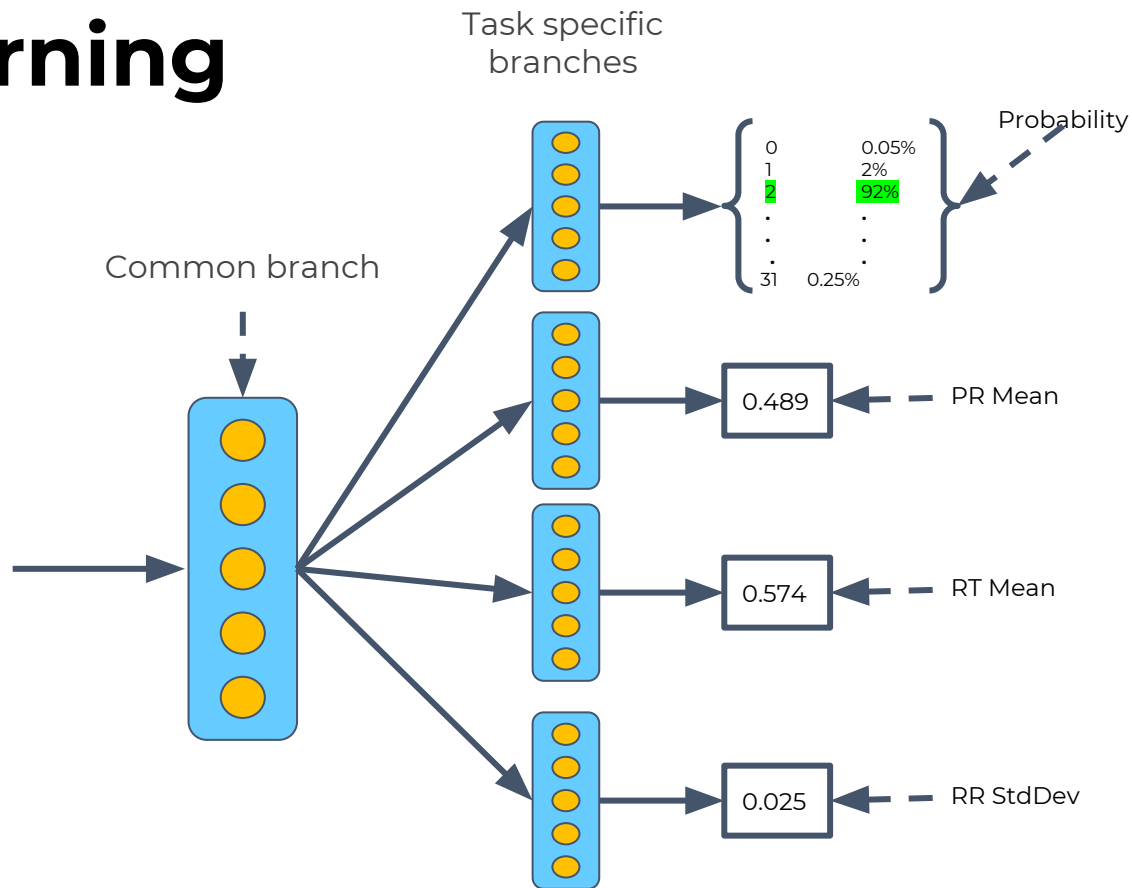 rning
Task specific
branches
Common branch
Probability
0 0.05%
1 2%
2 92%
. .
. .
. .
31 0.25%
0.489
PR Mean
0.574
RT Mean
0.025
RR StdDev